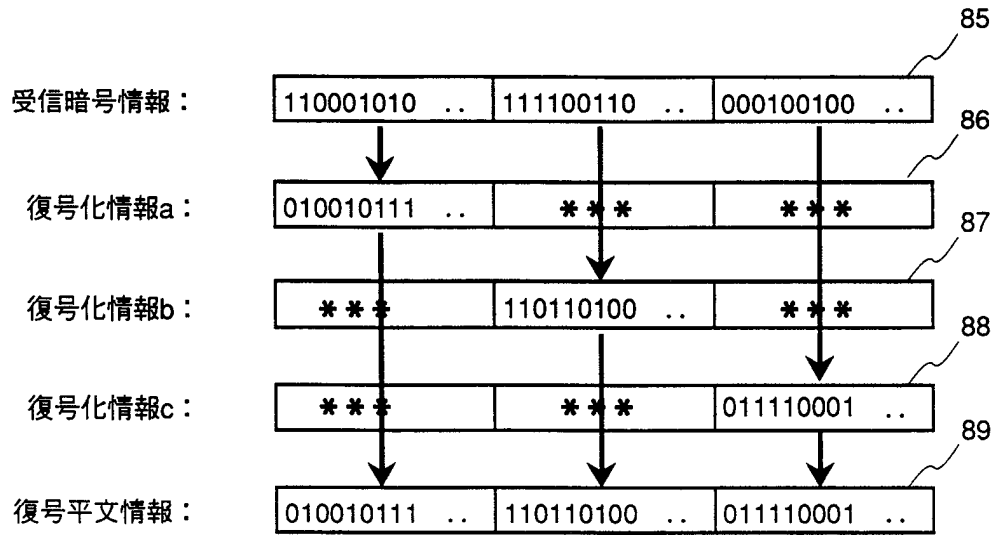 85
受信暗号情報： 110001010 .. 111100110 .. 000100100 ..
86
復号化情報a： 010010111 .. *** ***
87
復号化情報b： *** 110110100 .. ***
88
復号化情報c： *** *** 011110001 ..
89
復号平文情報： 010010111 .. 110110100 .. 011110001 ..